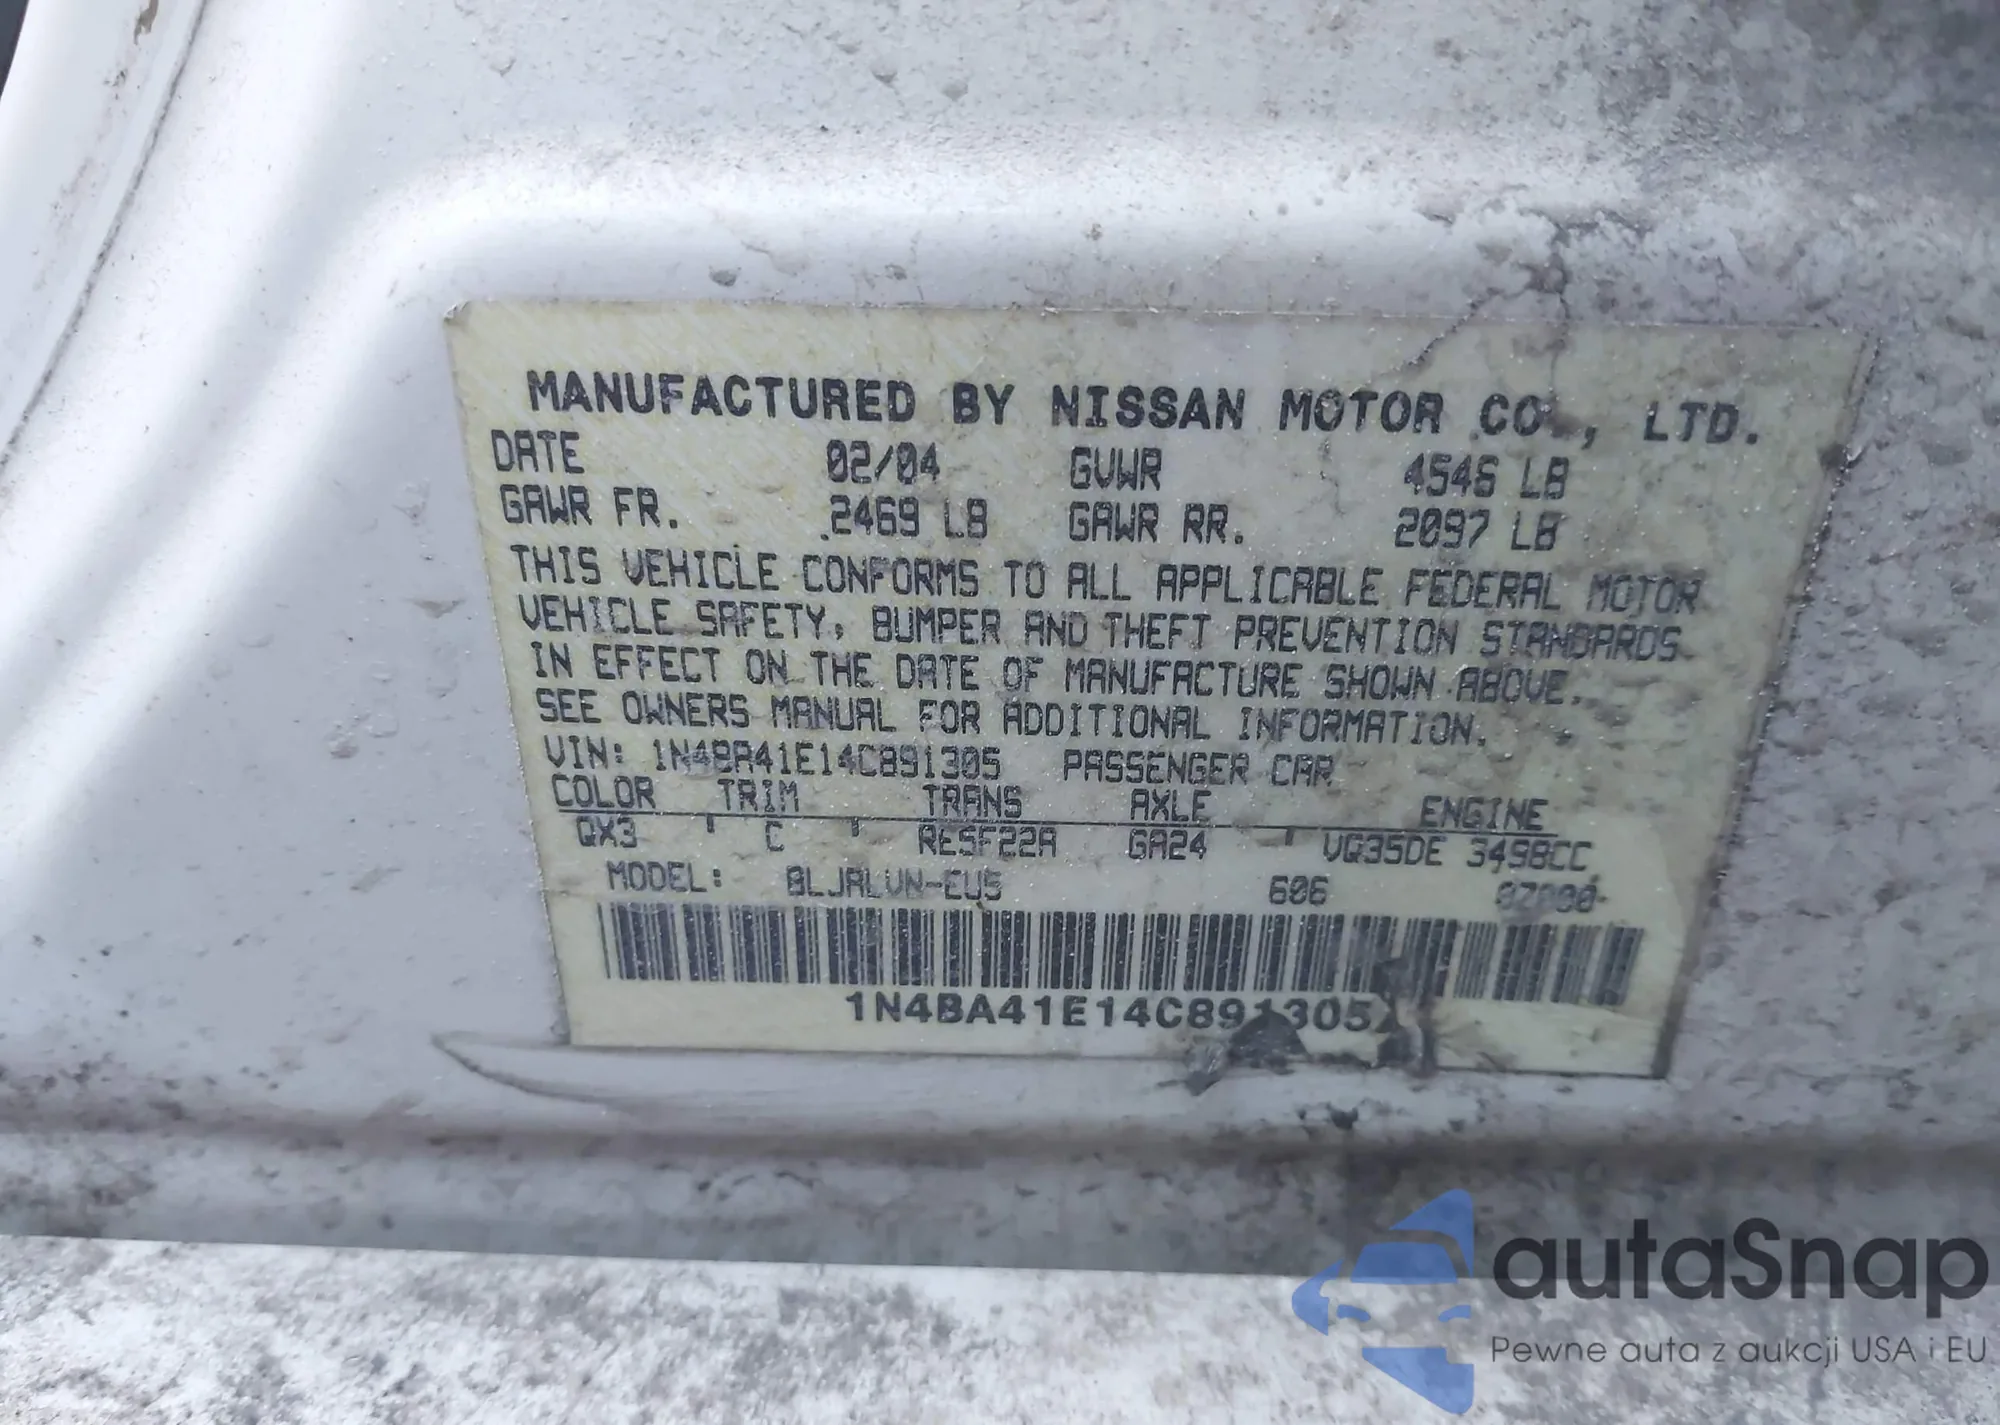 MANUFACTURED BY NISSAN MOTOR CO., LTD.
DATE 02/04 GVWR 4546 LB
GAWR FR. 2469 LB GAWR RR. 2097 LB
THIS VEHICLE CONFORMS TO ALL APPLICABLE FEDERAL MOTOR
VEHICLE SAFETY, BUMPER AND THEFT PREVENTION STANDARDS
IN EFFECT ON THE DATE OF MANUFACTURE SHOWN ABOVE.
SEE OWNERS MANUAL FOR ADDITIONAL INFORMATION.
VIN: 1N4BA41E14C891305 PASSENGER CAR
COLOR TRIM TRANS AXLE ENGINE
QX3 C RE5F22A GA24 VQ35DE 3498CC
MODEL: BLJALVN-EU5 606
1N4BA41E14C891305
autaSnap
Pewne auta z aukcji USA i EU